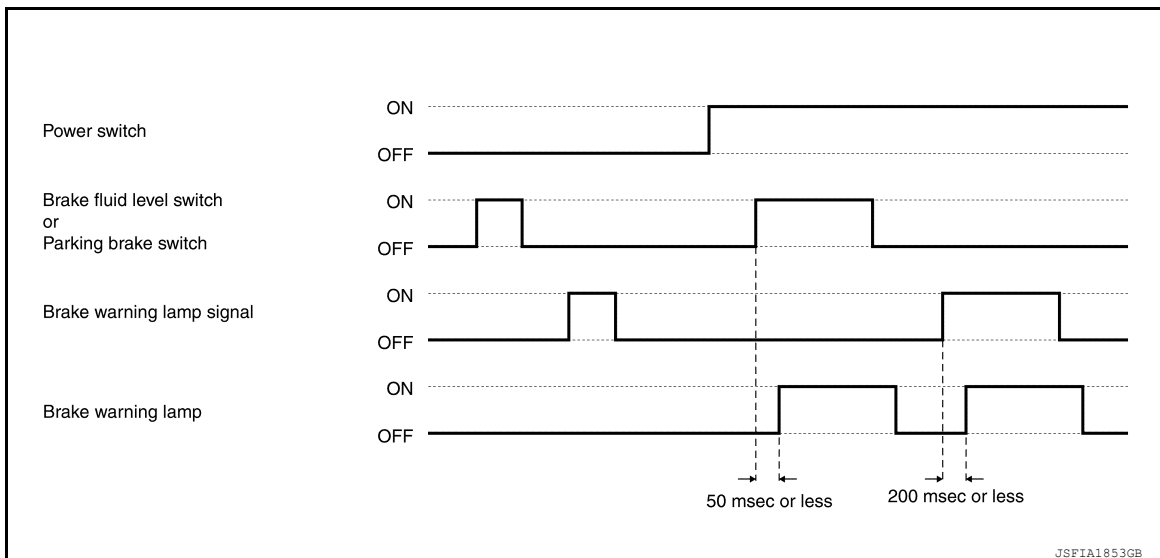 ON
Power switch
OFF
Brake fluid level switch
or
Parking brake switch
ON
OFF
ON
Brake warning lamp signal
OFF
ON
Brake warning lamp
OFF
50 msec or less
200 msec or less
JSFIA1853GB